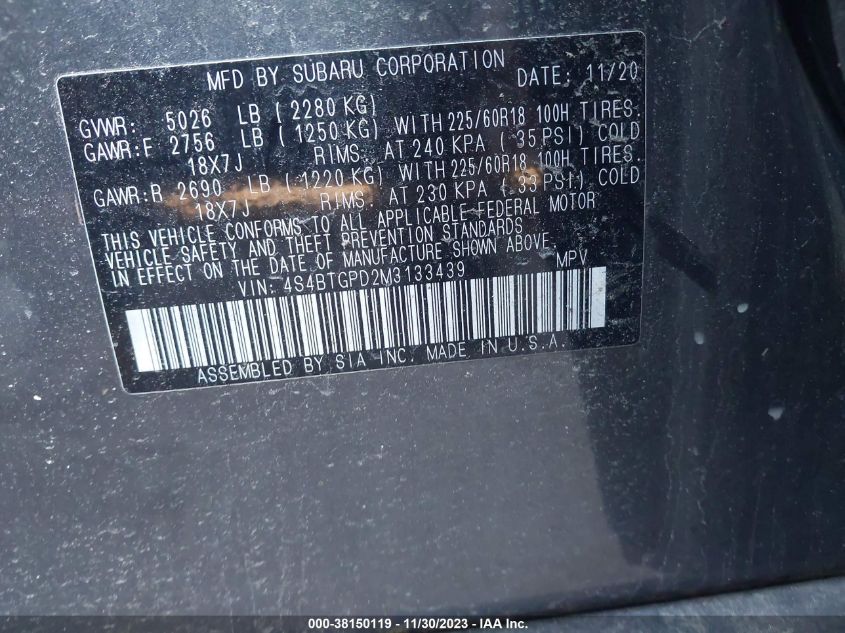 MFD BY SUBARU CORPORATION DATE: 11/20
GVWR: 5026 LB ( 2280 KG)
GAWR:F 2756 LB ( 1250 KG) WITH 225/60R18 100H TIRES.
18X7J RIMS. AT 240 KPA ( 35 PSI) COLD
GAWR:R 2690 LB ( 1220 KG) WITH 225/60R18 100H TIRES.
18X7J RIMS. AT 230 KPA ( 33 PSI) COLD
THIS VEHICLE CONFORMS TO ALL APPLICABLE FEDERAL MOTOR
VEHICLE SAFETY AND THEFT PREVENTION STANDARDS
IN EFFECT ON THE DATE OF MANUFACTURE SHOWN ABOVE.
VIN: 4S4BTGPD2M3133439 MPV
ASSEMBLED BY SIA INC. MADE IN U.S.A.
000-38150119 - 11/30/2023 - IAA Inc.